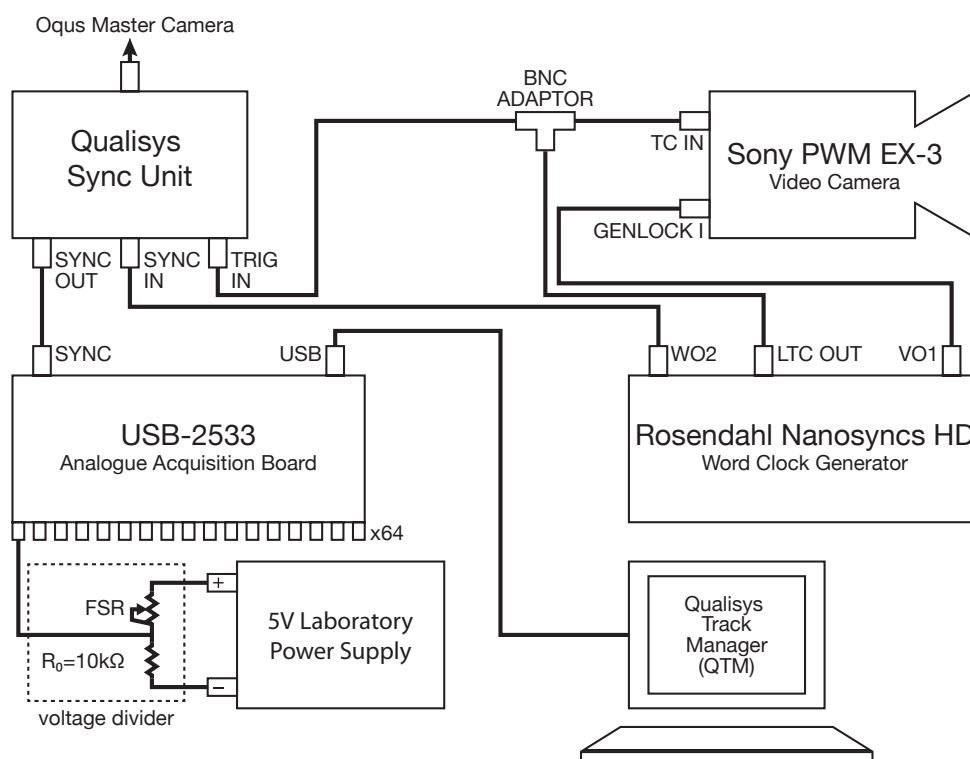 Oqus Master Camera
Qualisys
Sync Unit
BNC
ADAPTOR
TC IN
Sony PWM EX-3
Video Camera
GENLOCK I
SYNC
OUT
SYNC
IN
TRIG
IN
SYNC
USB
WO2
LTC OUT
VO1
USB-2533
Analogue Acquisition Board
Rosendahl Nanosyncs HD
Word Clock Generator
x64
FSR
R₀=10kΩ
voltage divider
+
−
5V Laboratory
Power Supply
Qualisys
Track
Manager
(QTM)